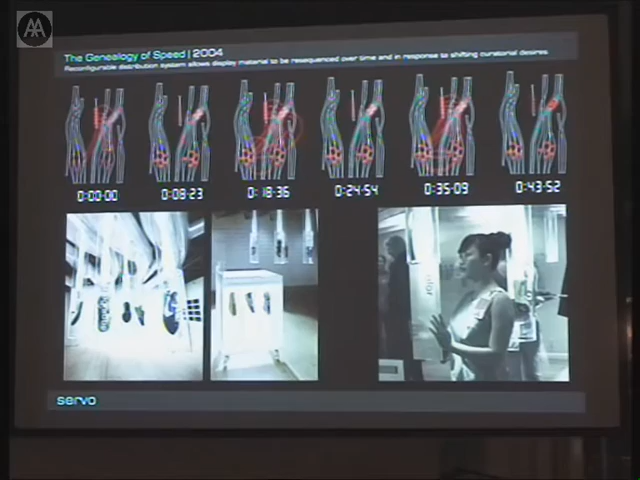 AA
The Genealogy of Speed | 2004
Reconfigurable distribution system allows display material to be resequenced over time and in response to shifting curatorial desires
0:00:00
0:09:23
0:18:36
0:24:54
0:35:09
0:43:52
servo